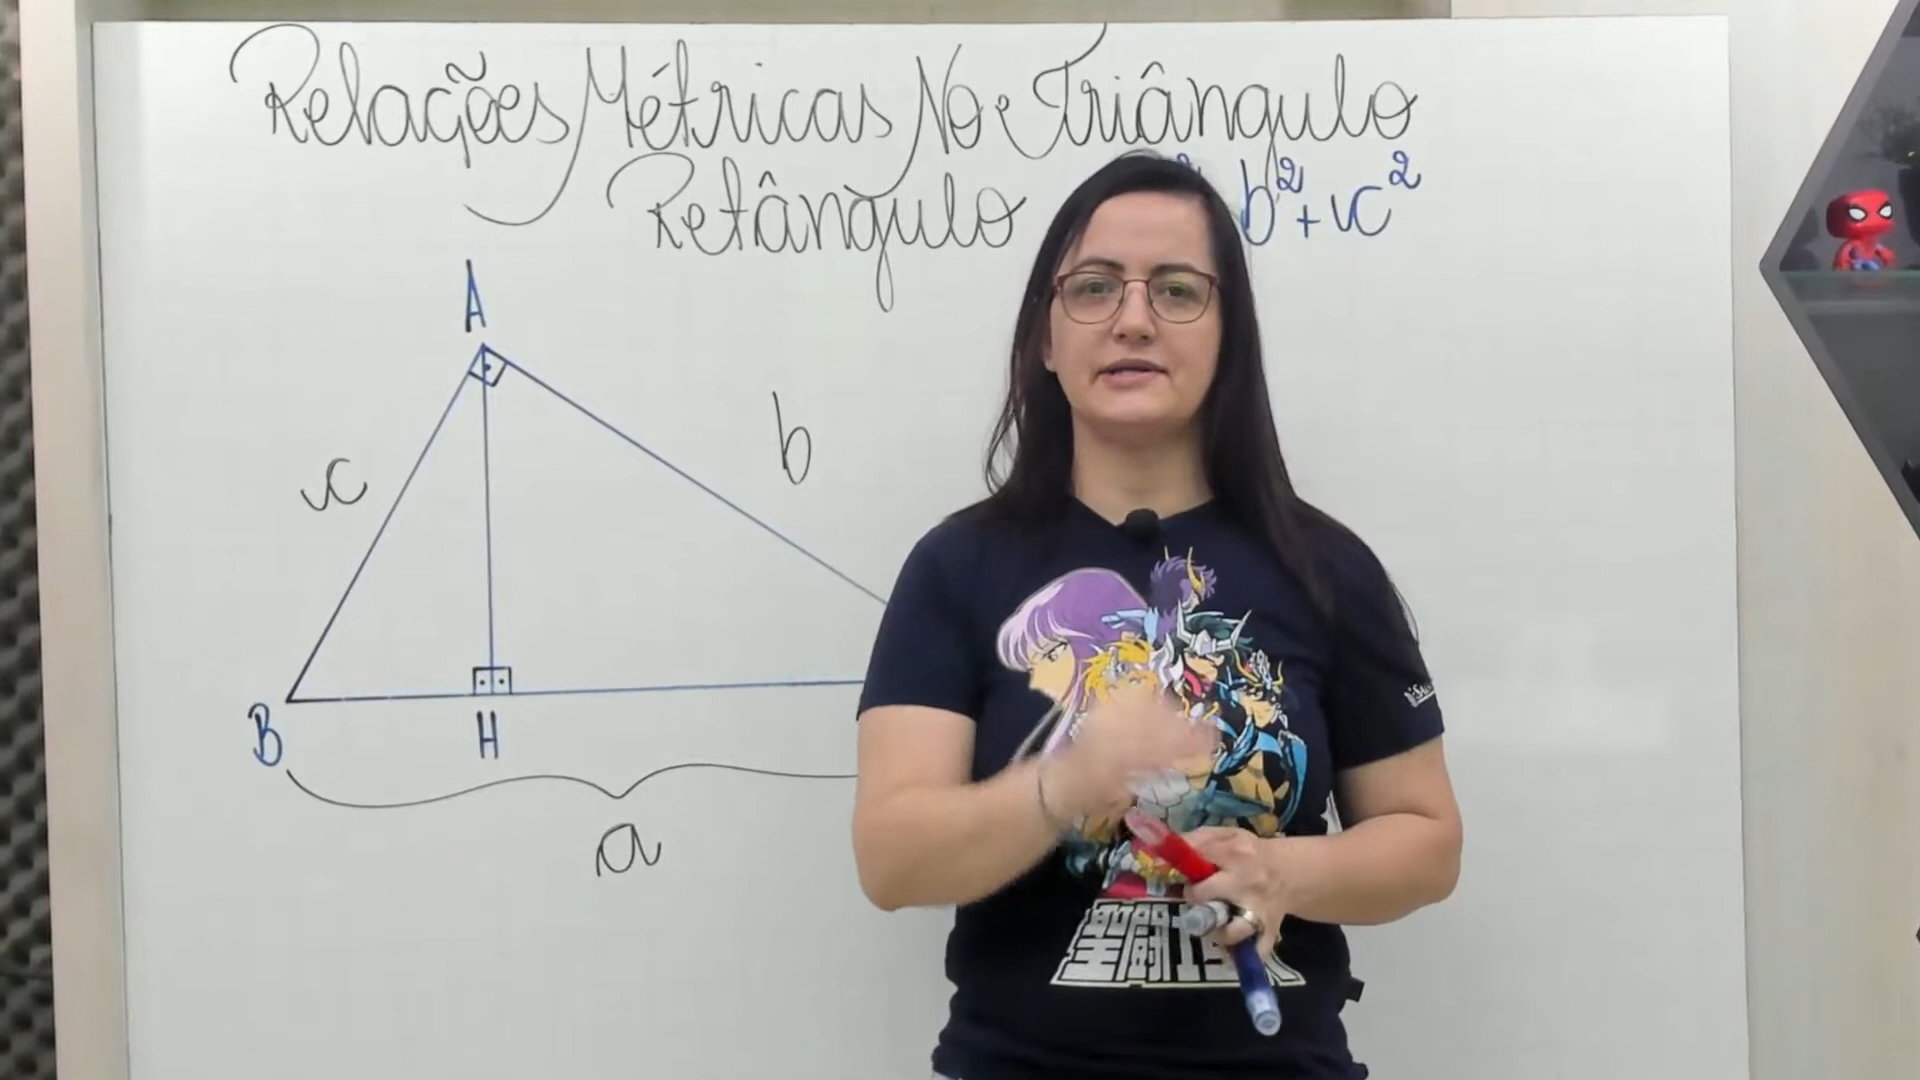 Relações Métricas No Triângulo
Retângulo
b² + c²
A
c
b
B
H
a